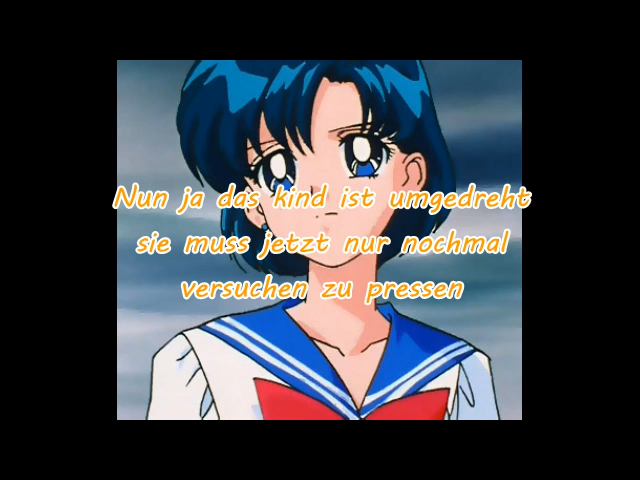 Nun ja das kind ist umgedreht
sie muss jetzt nur nochmal
versuchen zu pressen